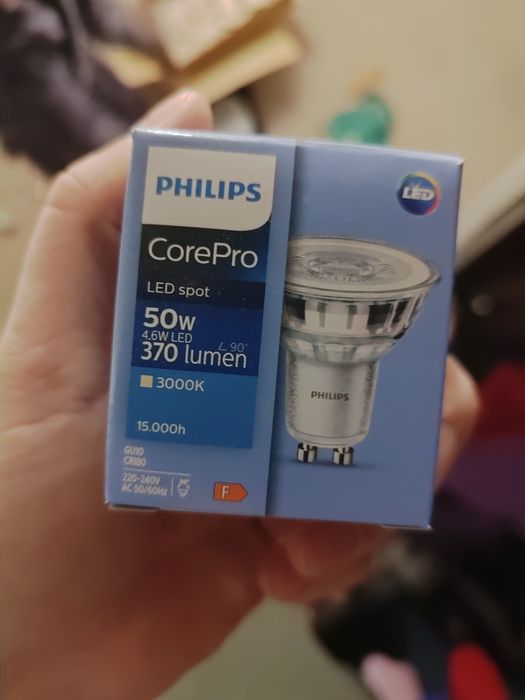 PHILIPS
LED
CorePro
LED spot
50W
4.6W LED
370 lumen ∠ 90°
3000K
15.000h
GU10
CRI80
220-240V
AC 50/60Hz
F
PHILIPS